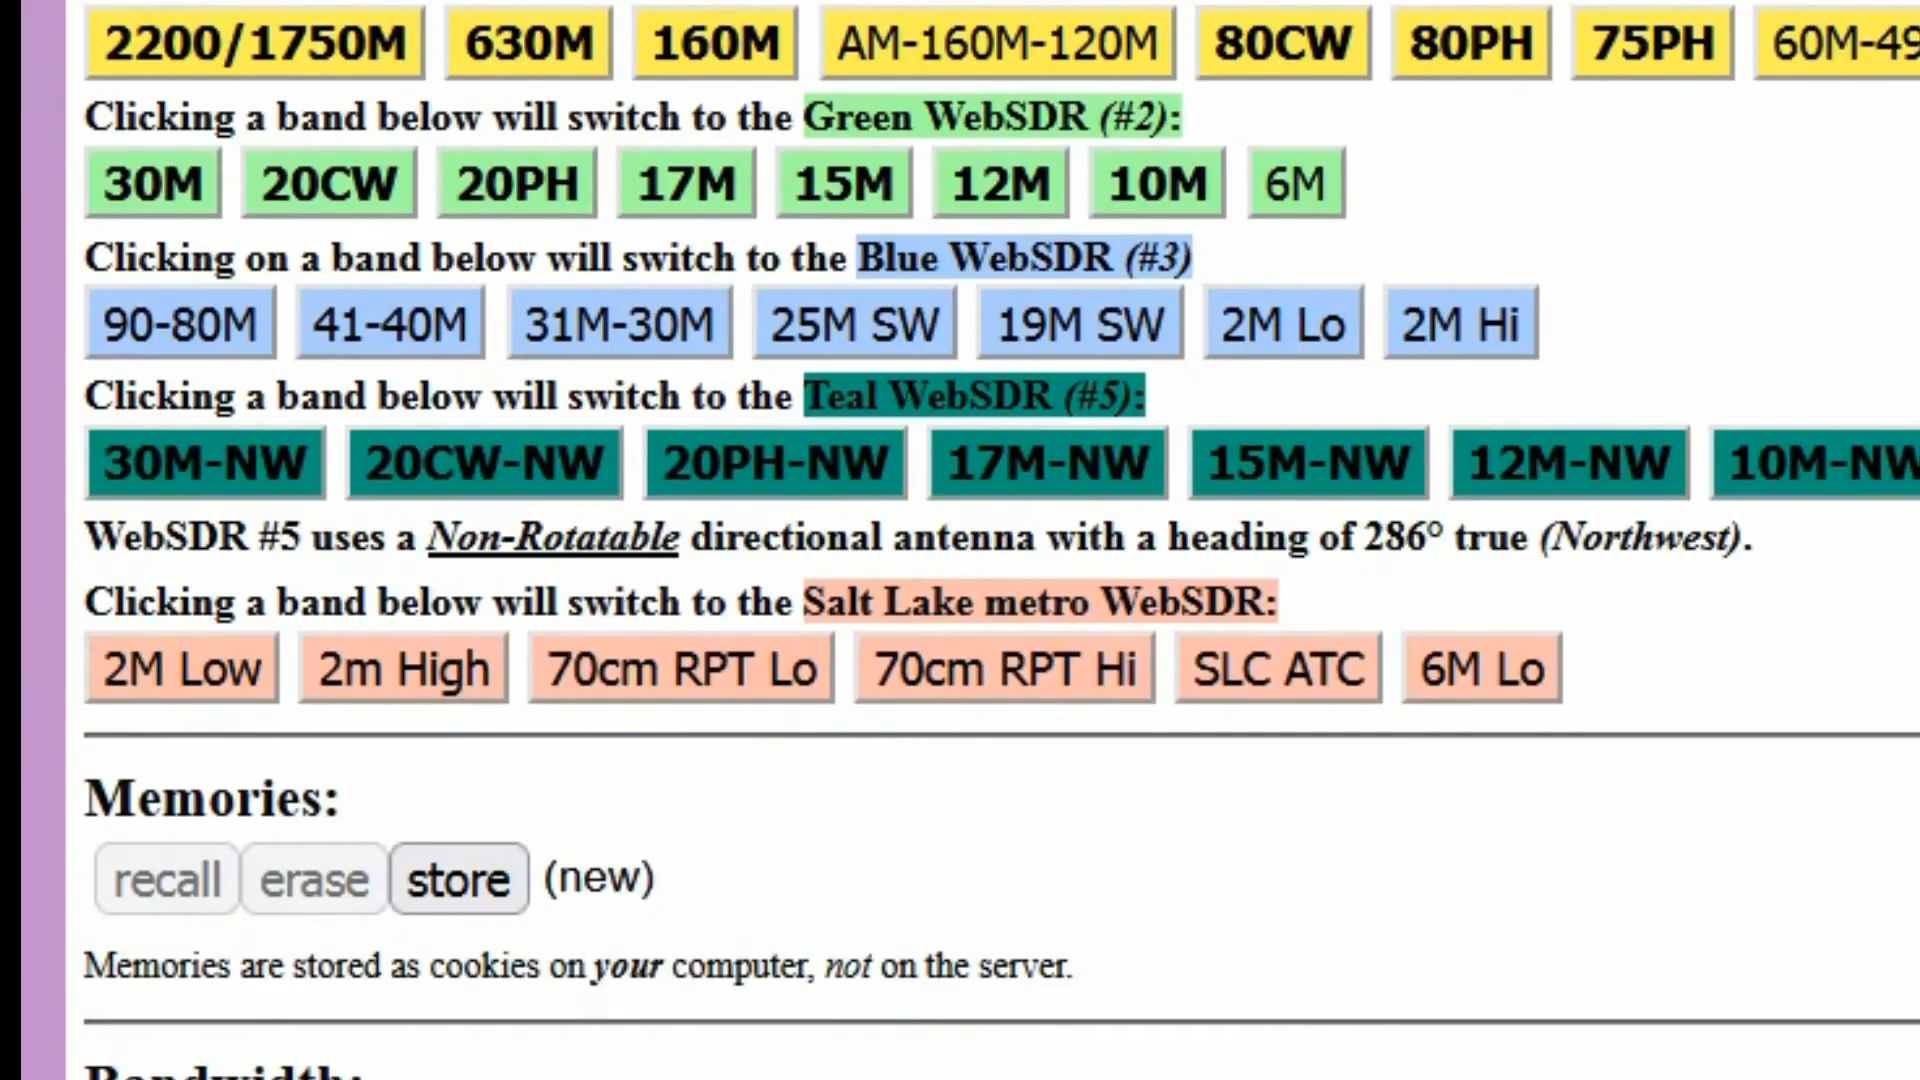 2200/1750M 630M 160M AM-160M-120M 80CW 80PH 75PH 60M-49
Clicking a band below will switch to the Green WebSDR (#2):
30M 20CW 20PH 17M 15M 12M 10M 6M
Clicking on a band below will switch to the Blue WebSDR (#3)
90-80M 41-40M 31M-30M 25M SW 19M SW 2M Lo 2M Hi
Clicking a band below will switch to the Teal WebSDR (#5):
30M-NW 20CW-NW 20PH-NW 17M-NW 15M-NW 12M-NW 10M-NW
WebSDR #5 uses a Non-Rotatable directional antenna with a heading of 286° true (Northwest).
Clicking a band below will switch to the Salt Lake metro WebSDR:
2M Low 2m High 70cm RPT Lo 70cm RPT Hi SLC ATC 6M Lo
Memories:
recall erase store (new)
Memories are stored as cookies on your computer, not on the server.
Bandwidth: